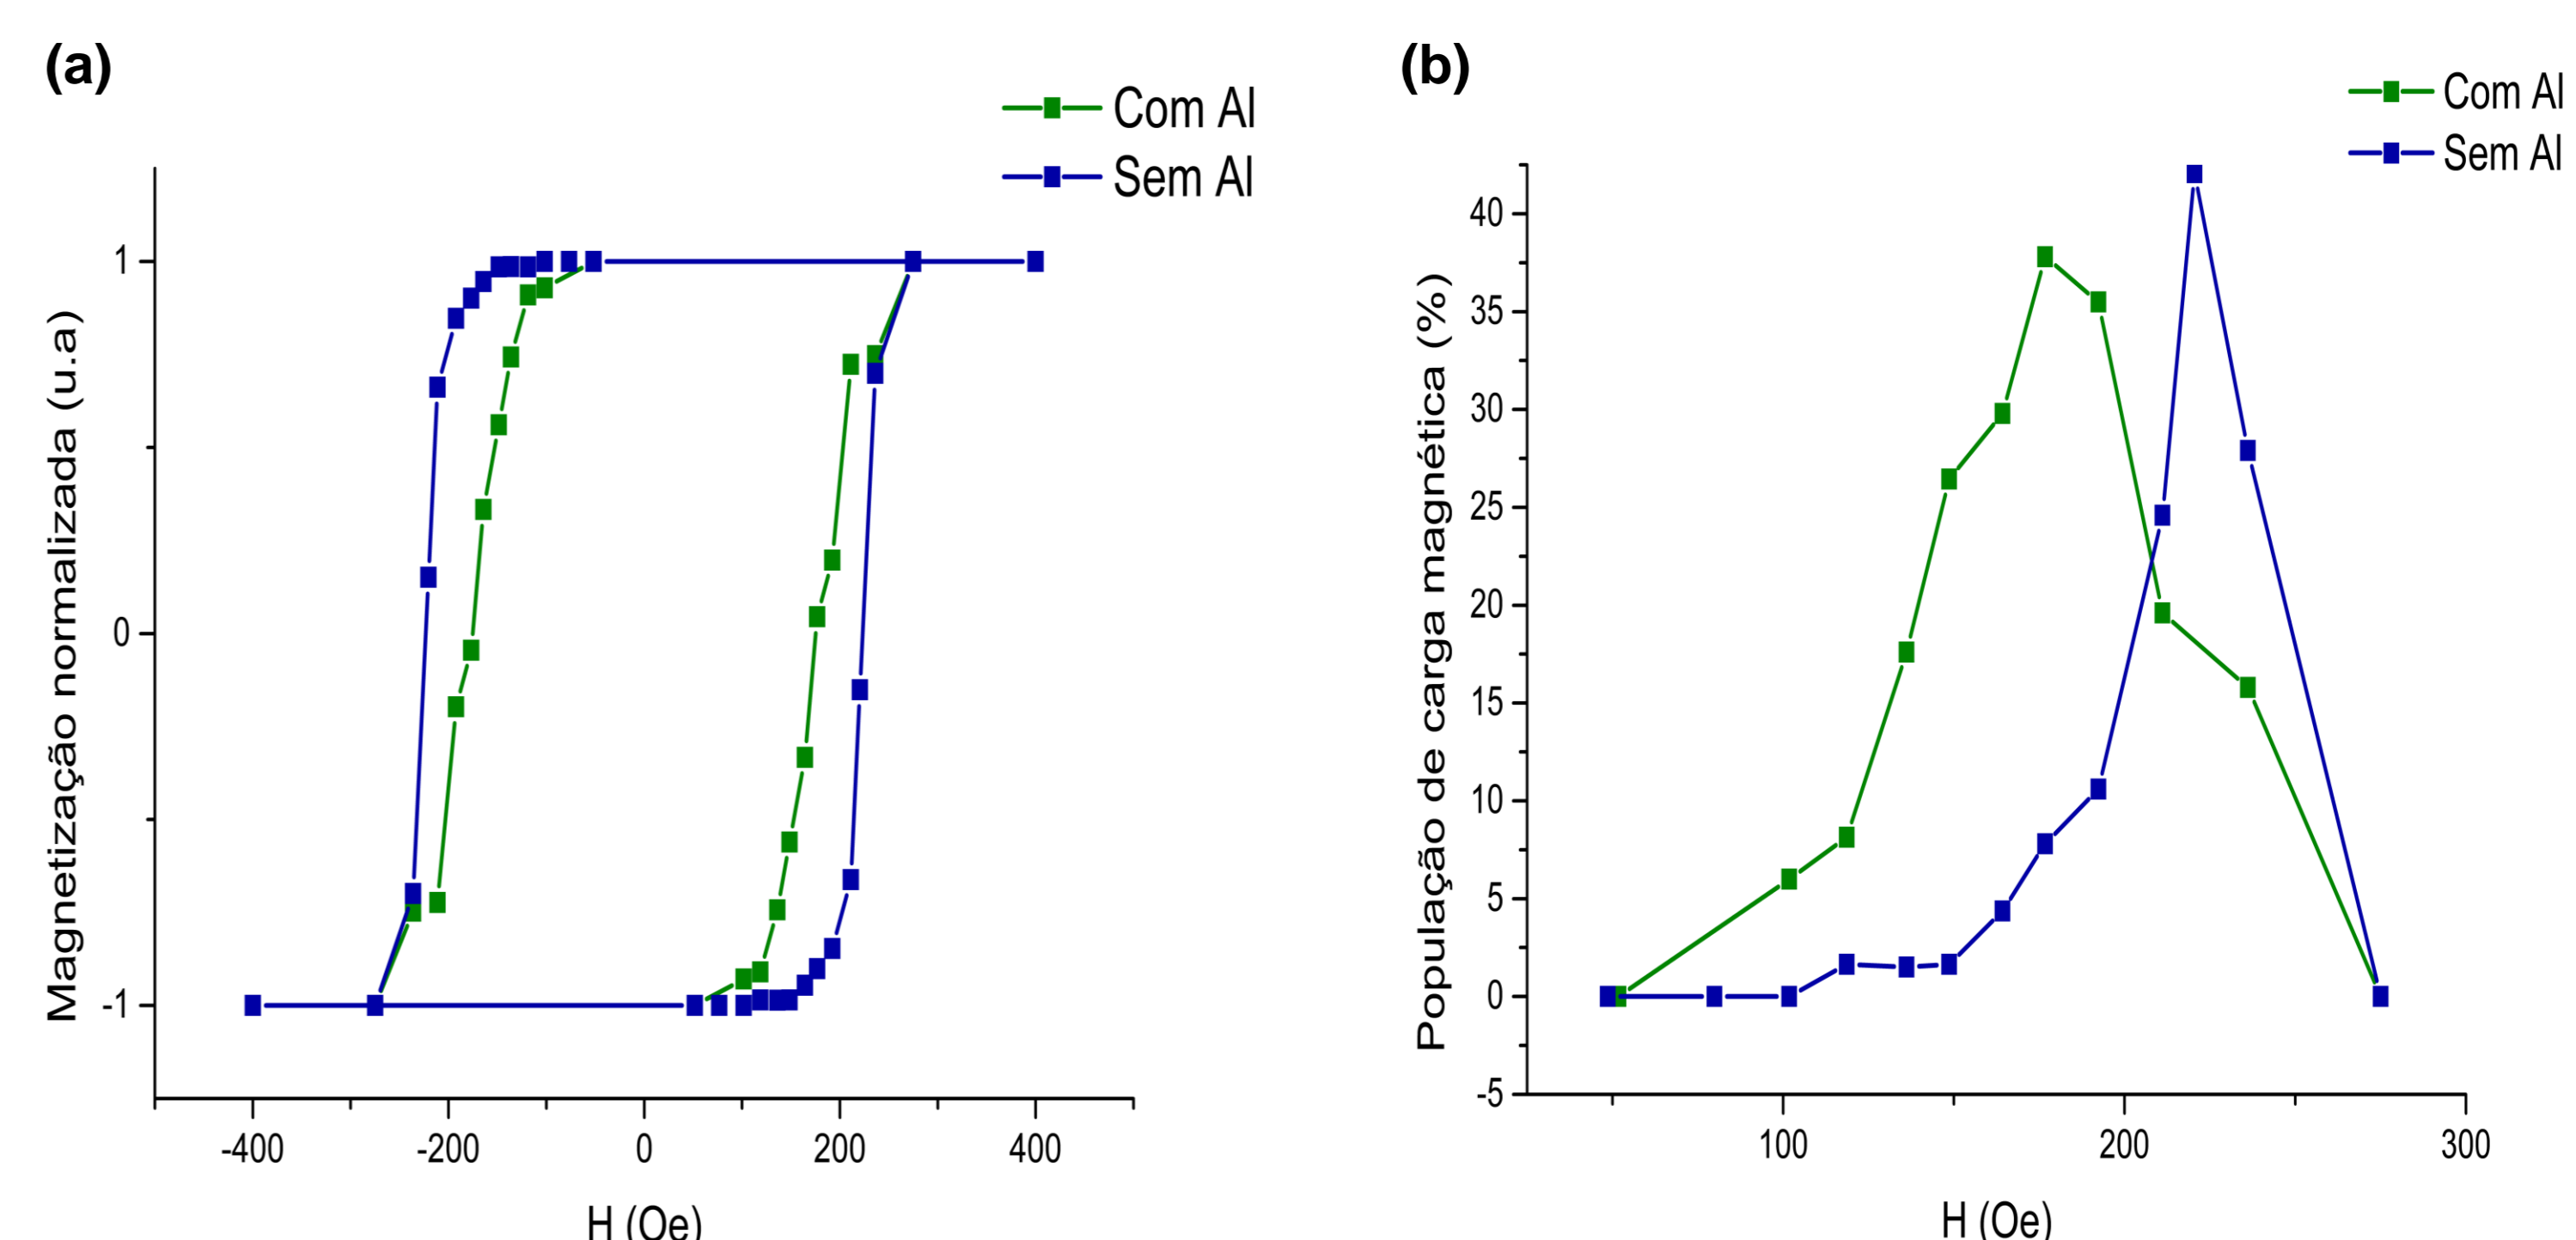 (a)
Com Al
Sem Al
Magnetização normalizada (u.a)
1
0
-1
-400 -200 0 200 400
H (Oe)
(b)
Com Al
Sem Al
População de carga magnética (%)
40
35
30
25
20
15
10
5
0
-5
100 200 300
H (Oe)